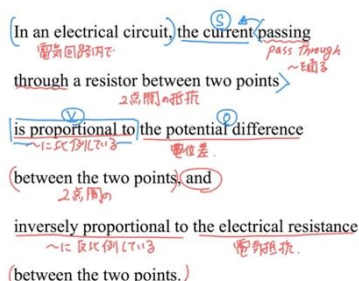 Ⓢ
(In an electrical circuit,) the current <passing
電気回路内で
pass through
~を通る
through a resistor between two points>
2点間の抵抗
Ⓥ Ⓞ
is proportional to the potential difference
~に比例している
電位差.
(between the two points), and
2点間の
inversely proportional to the electrical resistance
~に反比例している
電気抵抗.
(between the two points.)